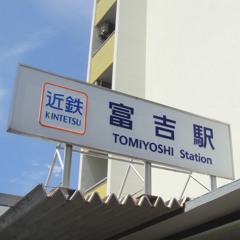 近鉄
KINTETSU
富吉駅
TOMIYOSHI Station